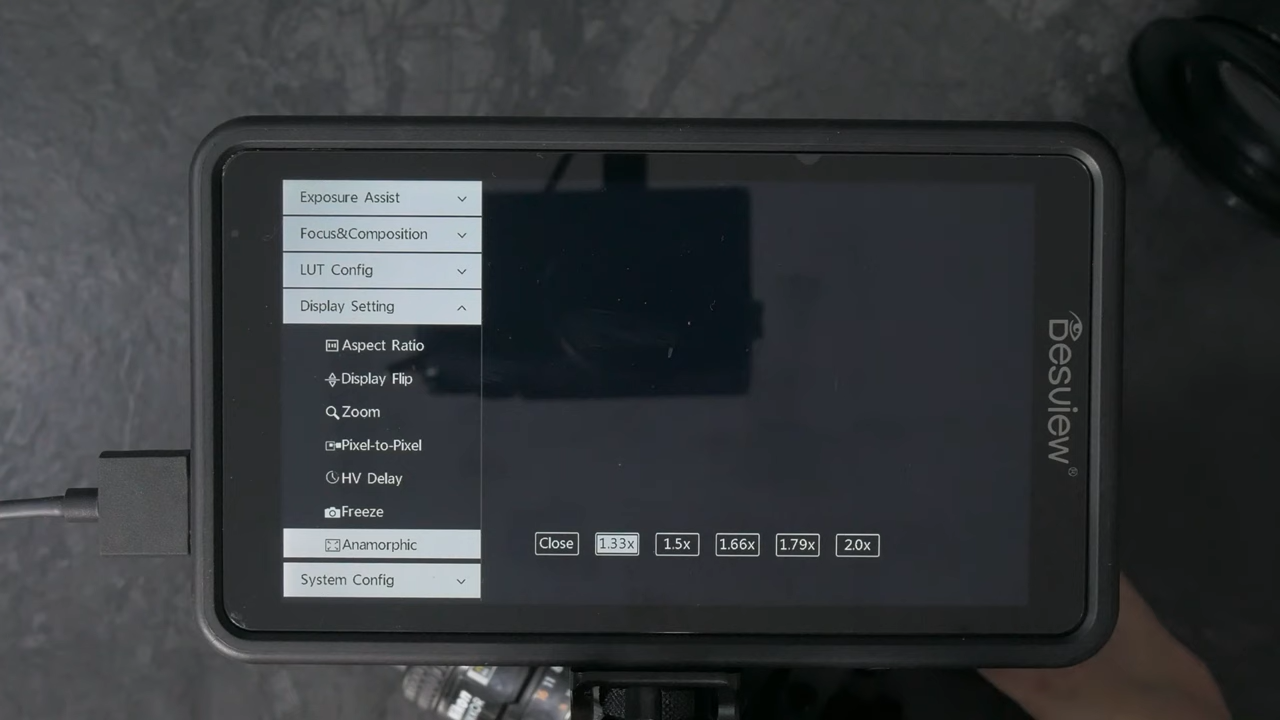 Exposure Assist
Focus&Composition
LUT Config
Display Setting
Aspect Ratio
Display Flip
Zoom
Pixel-to-Pixel
HV Delay
Freeze
Anamorphic
Close 1.33x 1.5x 1.66x 1.79x 2.0x
System Config
Desview®